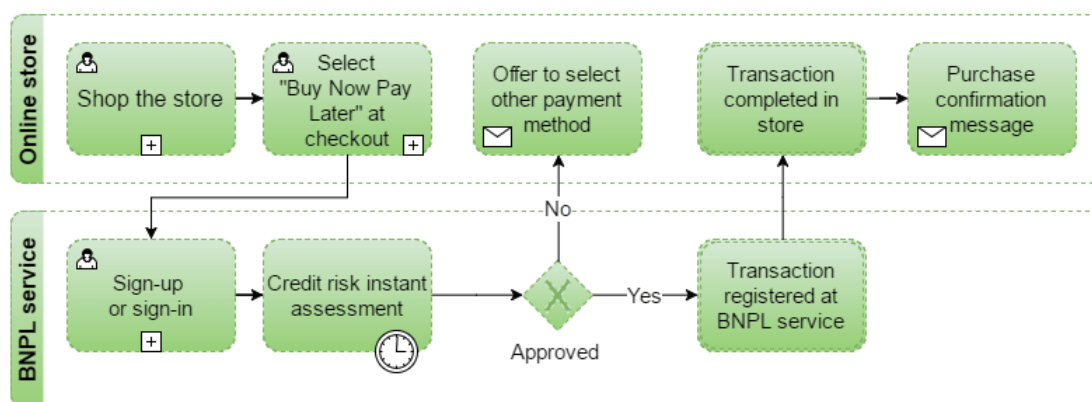 Online store
Shop the store
Select
"Buy Now Pay
Later" at
checkout
Offer to select
other payment
method
Transaction
completed in
store
Purchase
confirmation
message
BNPL service
Sign-up
or sign-in
Credit risk instant
assessment
No
Approved
Yes
Transaction
registered at
BNPL service